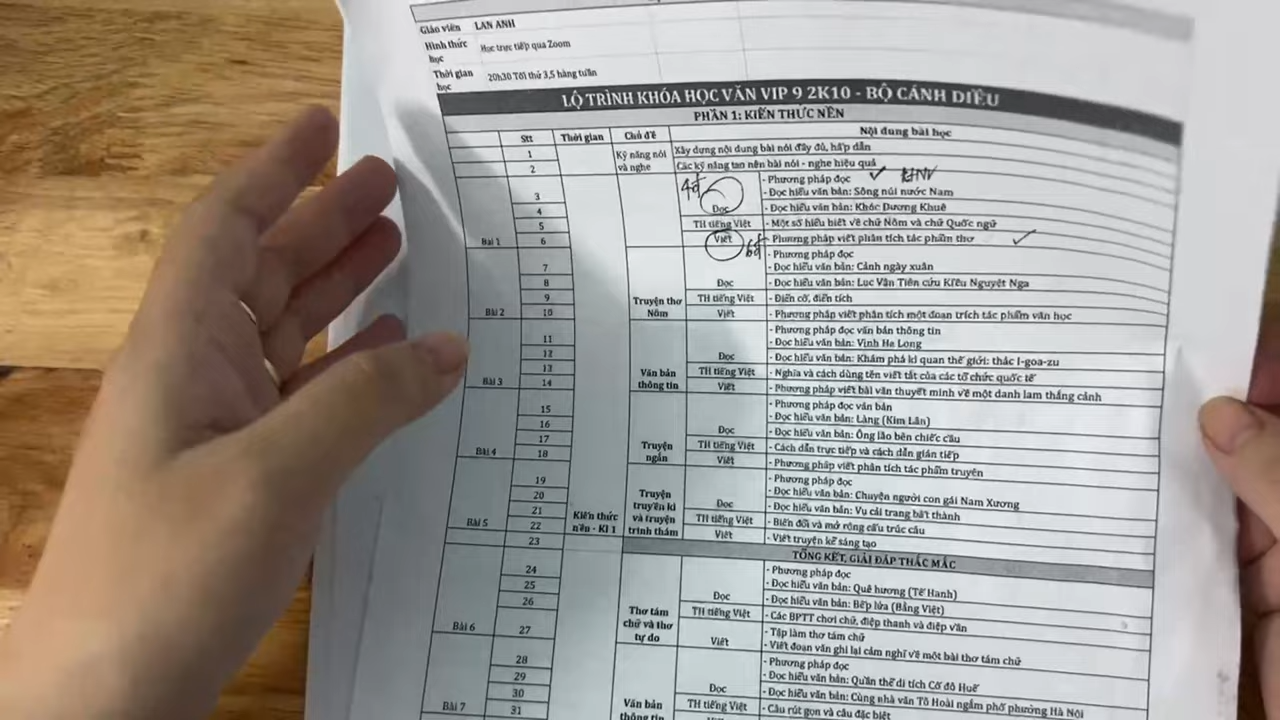 Giáo viên LAN ANH
Hình thức học Học trực tiếp qua Zoom
Thời gian học 20h30 Tối thứ 3,5 hàng tuần
LỘ TRÌNH KHÓA HỌC VĂN VIP 9 2K10 - BỘ CÁNH DIỀU
PHẦN 1: KIẾN THỨC NỀN
Stt Thời gian Chủ đề Nội dung bài học
1 Kỹ năng nói và nghe Xây dựng nội dung bài nói đầy đủ, hấp dẫn
2 Các kỹ năng tạo nên bài nói - nghe hiệu quả
4đ - Phương pháp đọc
3 - Đọc hiểu văn bản: Sông núi nước Nam
4 Đọc - Đọc hiểu văn bản: Khóc Dương Khuê
5 TH tiếng Việt - Một số hiểu biết về chữ Nôm và chữ Quốc ngữ
Bài 1 6 Viết 6đ - Phương pháp viết phân tích tác phẩm thơ
- Phương pháp đọc
7 - Đọc hiểu văn bản: Cảnh ngày xuân
8 Đọc - Đọc hiểu văn bản: Lục Vân Tiên cứu Kiều Nguyệt Nga
9 Truyện thơ Nôm TH tiếng Việt - Điển cố, điển tích
Bài 2 10 Viết - Phương pháp viết phân tích một đoạn trích tác phẩm văn học
- Phương pháp đọc văn bản thông tin
11 - Đọc hiểu văn bản: Vịnh Hạ Long
12 Đọc - Đọc hiểu văn bản: Khám phá kì quan thế giới: thác I-goa-zu
13 Văn bản thông tin TH tiếng Việt - Nghĩa và cách dùng tên viết tắt của các tổ chức quốc tế
Bài 3 14 Viết - Phương pháp viết bài văn thuyết minh về một danh lam thắng cảnh
- Phương pháp đọc văn bản
15 - Đọc hiểu văn bản: Làng (Kim Lân)
16 Đọc - Đọc hiểu văn bản: Ông lão bên chiếc cầu
17 Truyện ngắn TH tiếng Việt - Cách dẫn trực tiếp và cách dẫn gián tiếp
Bài 4 18 Viết - Phương pháp viết phân tích tác phẩm truyện
- Phương pháp đọc
19 - Đọc hiểu văn bản: Chuyện người con gái Nam Xương
20 Đọc - Đọc hiểu văn bản: Vụ cải trang bất thành
21 Truyện truyền kì và truyện trinh thám TH tiếng Việt - Biến đổi và mở rộng cấu trúc câu
Bài 5 22 Kiến thức nền - Kì 1 Viết - Viết truyện kể sáng tạo
23 TỔNG KẾT, GIẢI ĐÁP THẮC MẮC
24 - Phương pháp đọc
25 - Đọc hiểu văn bản: Quê hương (Tế Hanh)
26 Đọc - Đọc hiểu văn bản: Bếp lửa (Bằng Việt)
Thơ tám chữ và thơ tự do TH tiếng Việt - Các BPTT chơi chữ, điệp thanh và điệp vần
Bài 6 27 Viết - Tập làm thơ tám chữ
- Viết đoạn văn ghi lại cảm nghĩ về một bài thơ tám chữ
28 - Phương pháp đọc
29 - Đọc hiểu văn bản: Quần thể di tích Cố đô Huế
30 Đọc - Đọc hiểu văn bản: Cùng nhà văn Tô Hoài ngắm phố phường Hà Nội
Bài 7 31 Văn bản thông tin TH tiếng Việt - Câu rút gọn và câu đặc biệt